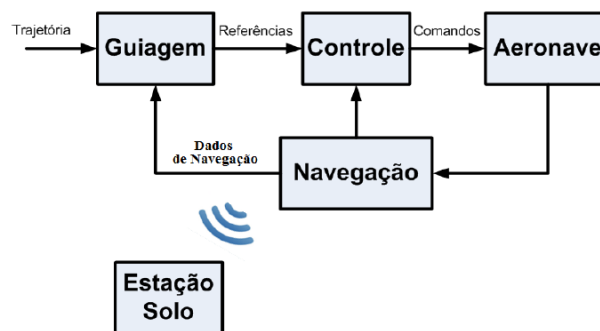 Trajetória
Guiagem
Referências
Controle
Comandos
Aeronave
Dados
de Navegação
Navegação
Estação
Solo